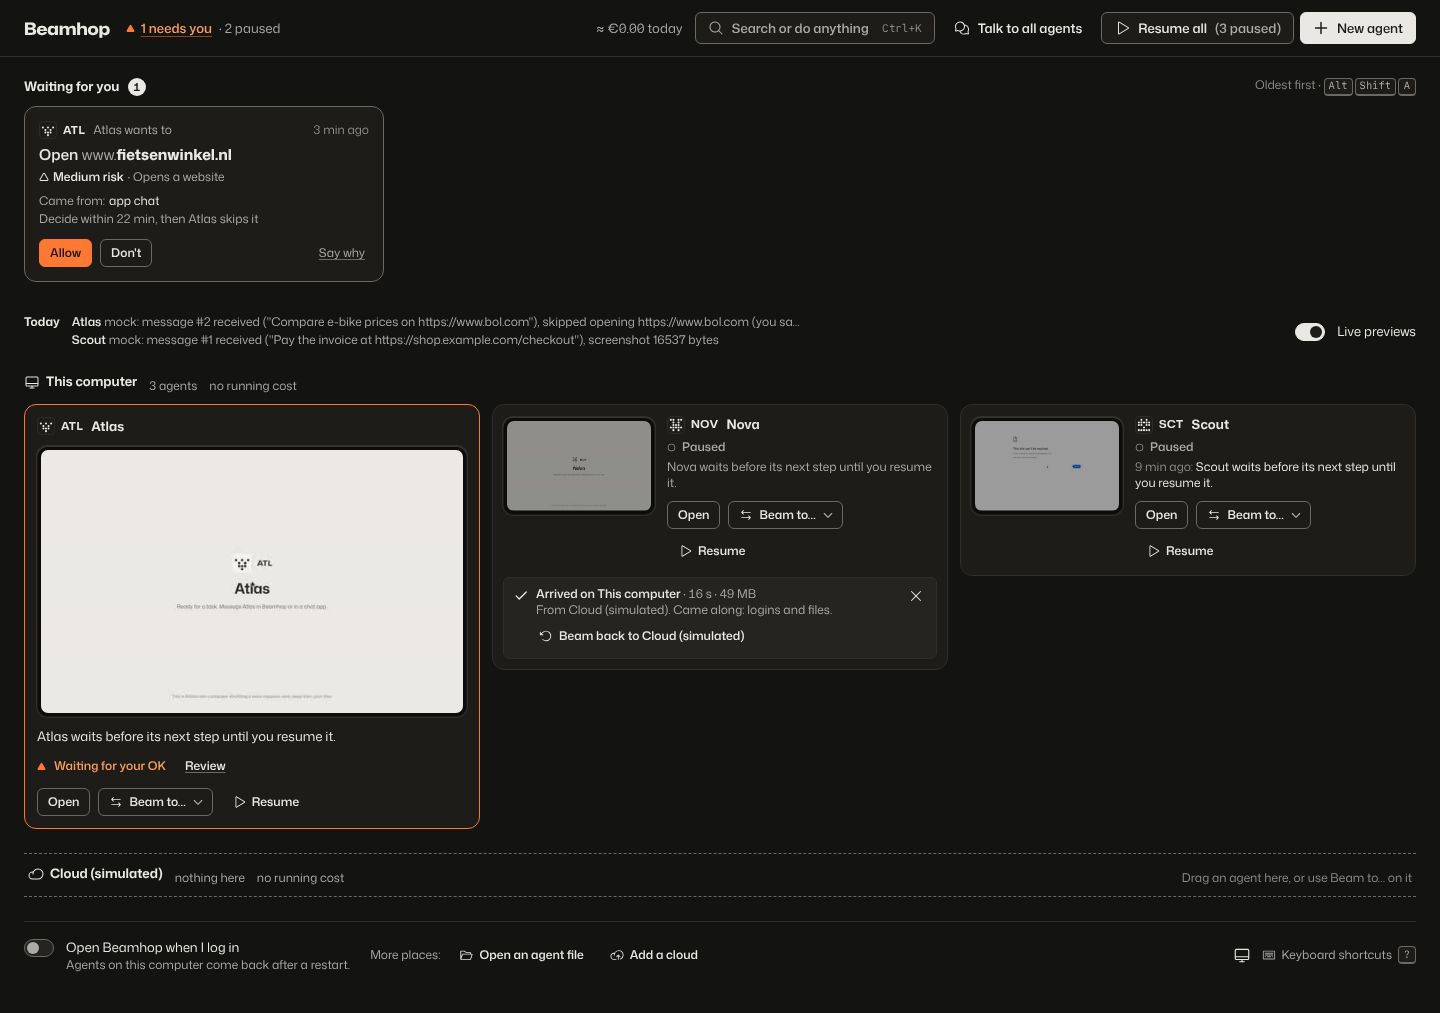 Beamhop
1 needs you · 2 paused
≈ €0.00 today
Search or do anything Ctrl+K
Talk to all agents
Resume all (3 paused)
New agent
Waiting for you 1
Oldest first · Alt Shift A
ATL Atlas wants to 3 min ago
Open www.fietsenwinkel.nl
Medium risk · Opens a website
Came from: app chat
Decide within 22 min, then Atlas skips it
Allow Don't Say why
Today Atlas mock: message #2 received ("Compare e-bike prices on https://www.bol.com"), skipped opening https://www.bol.com (you sa...
Scout mock: message #1 received ("Pay the invoice at https://shop.example.com/checkout"), screenshot 16537 bytes
Live previews
This computer 3 agents no running cost
ATL Atlas
ATL
Atlas
Ready for a task. Message Atlas in Beamhop or in a chat app.
Atlas waits before its next step until you resume it.
Waiting for your OK Review
Open Beam to... Resume
NOV Nova
Paused
Nova waits before its next step until you resume
it.
Open Beam to...
Resume
Nova
Arrived on This computer · 16 s · 49 MB
From Cloud (simulated). Came along: logins and files.
Beam back to Cloud (simulated)
SCT Scout
Paused
9 min ago: Scout waits before its next step until
you resume it.
Open Beam to...
Resume
Cloud (simulated) nothing here no running cost
Drag an agent here, or use Beam to... on it
Open Beamhop when I log in
Agents on this computer come back after a restart.
More places: Open an agent file Add a cloud
Keyboard shortcuts ?